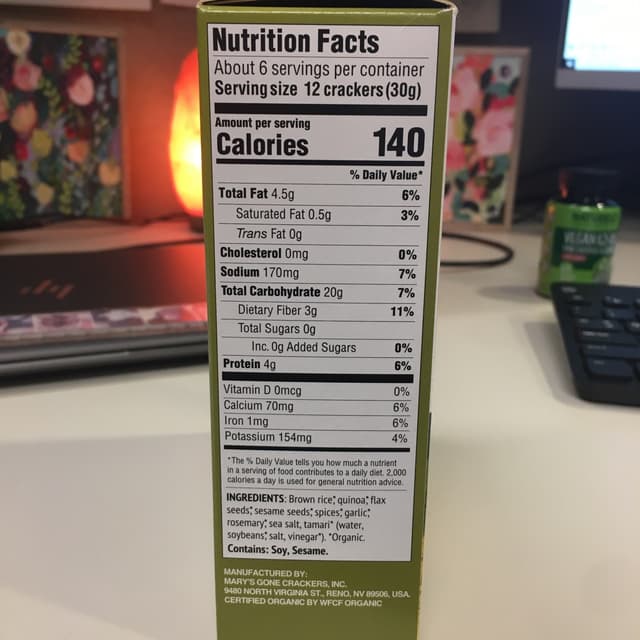 Nutrition Facts
About 6 servings per container
Serving size 12 crackers (30g)
Amount per serving
Calories 140
% Daily Value*
Total Fat 4.5g 6%
Saturated Fat 0.5g 3%
Trans Fat 0g
Cholesterol 0mg 0%
Sodium 170mg 7%
Total Carbohydrate 20g 7%
Dietary Fiber 3g 11%
Total Sugars 0g
Inc. 0g Added Sugars 0%
Protein 4g 6%
Vitamin D 0mcg 0%
Calcium 70mg 6%
Iron 1mg 6%
Potassium 154mg 4%
*The % Daily Value tells you how much a nutrient
in a serving of food contributes to a daily diet. 2,000
calories a day is used for general nutrition advice.
INGREDIENTS: Brown rice*, quinoa*, flax
seeds*, sesame seeds*, spices*, garlic*,
rosemary*, sea salt, tamari* (water,
soybeans*, salt, vinegar*). *Organic.
Contains: Soy, Sesame.
MANUFACTURED BY:
MARY'S GONE CRACKERS, INC.
9480 NORTH VIRGINIA ST., RENO, NV 89506, USA.
CERTIFIED ORGANIC BY WFCF ORGANIC
VEGAN